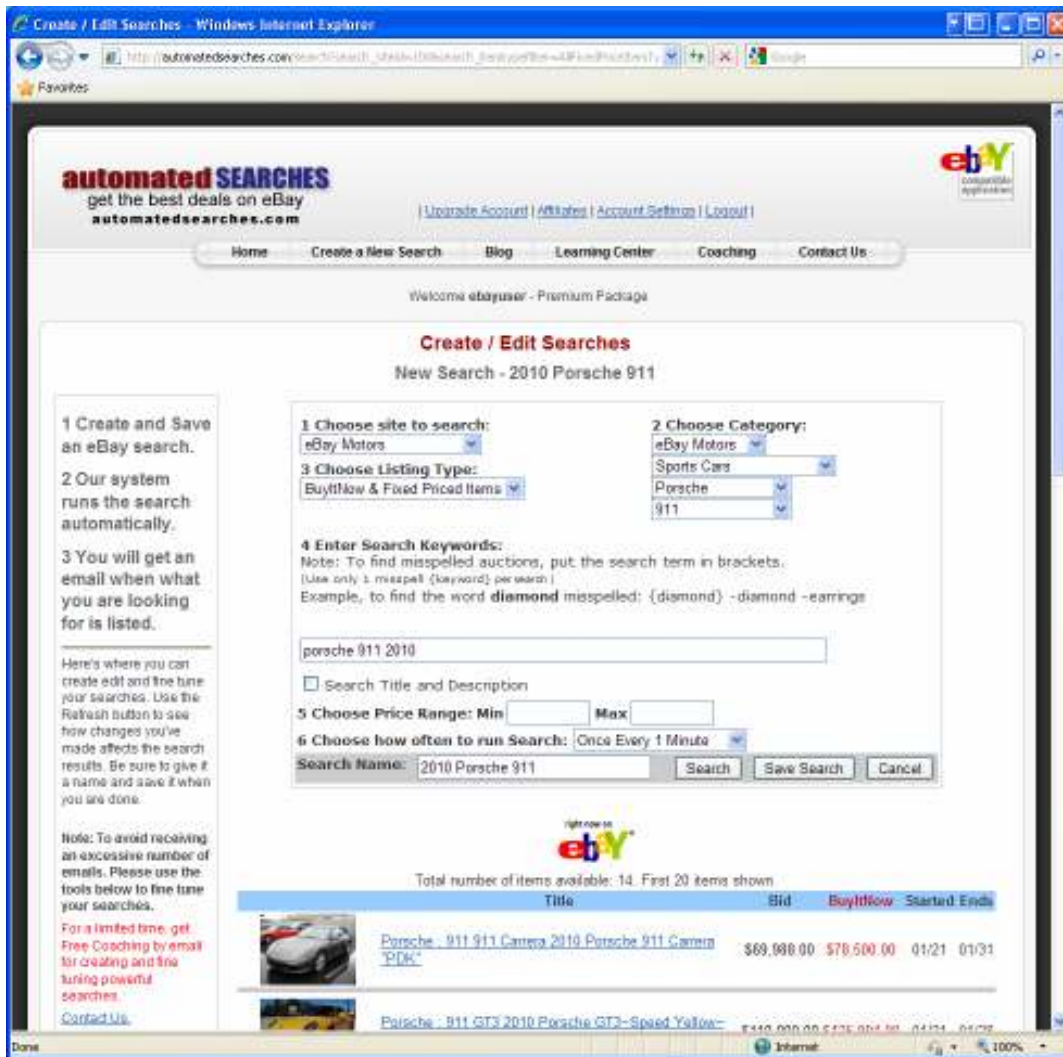 Create / Edit Searches - Windows Internet Explorer
Google
Favorites
automated SEARCHES
get the best deals on eBay
automatedsearches.com
ebY
compatible
application
| Upgrade Account | Affiliates | Account Settings | Logout |
Home Create a New Search Blog Learning Center Coaching Contact Us
Welcome ebayuser - Premium Package
Create / Edit Searches
New Search - 2010 Porsche 911
1 Create and Save
an eBay search.
2 Our system
runs the search
automatically.
3 You will get an
email when what
you are looking
for is listed.
Here's where you can
create edit and fine tune
your searches. Use the
Refresh button to see
how changes you've
made affects the search
results. Be sure to give it
a name and save it when
you are done.
Note: To avoid receiving
an excessive number of
emails. Please use the
tools below to fine tune
your searches.
For a limited time, get
Free Coaching by email
for creating and fine
tuning powerful
searches.
Contact Us.
1 Choose site to search:
eBay Motors
3 Choose Listing Type:
BuyItNow & Fixed Priced Items
2 Choose Category:
eBay Motors
Sports Cars
Porsche
911
4 Enter Search Keywords:
Note: To find misspelled auctions, put the search term in brackets.
(Use only 1 misspell {keyword} per search)
Example, to find the word diamond misspelled: {diamond} -diamond -earrings
porsche 911 2010
Search Title and Description
5 Choose Price Range: Min Max
6 Choose how often to run Search: Once Every 1 Minute
Search Name: 2010 Porsche 911 Search Save Search Cancel
right now on
ebY
Total number of items available: 14. First 20 items shown
Title Bid BuyItNow Started Ends
Porsche : 911 911 Carrera 2010 Porsche 911 Carrera
"PDK" $69,988.00 $78,500.00 01/21 01/31
Porsche : 911 GT3 2010 Porsche GT3-Speed Yellow-
Done Internet 100%